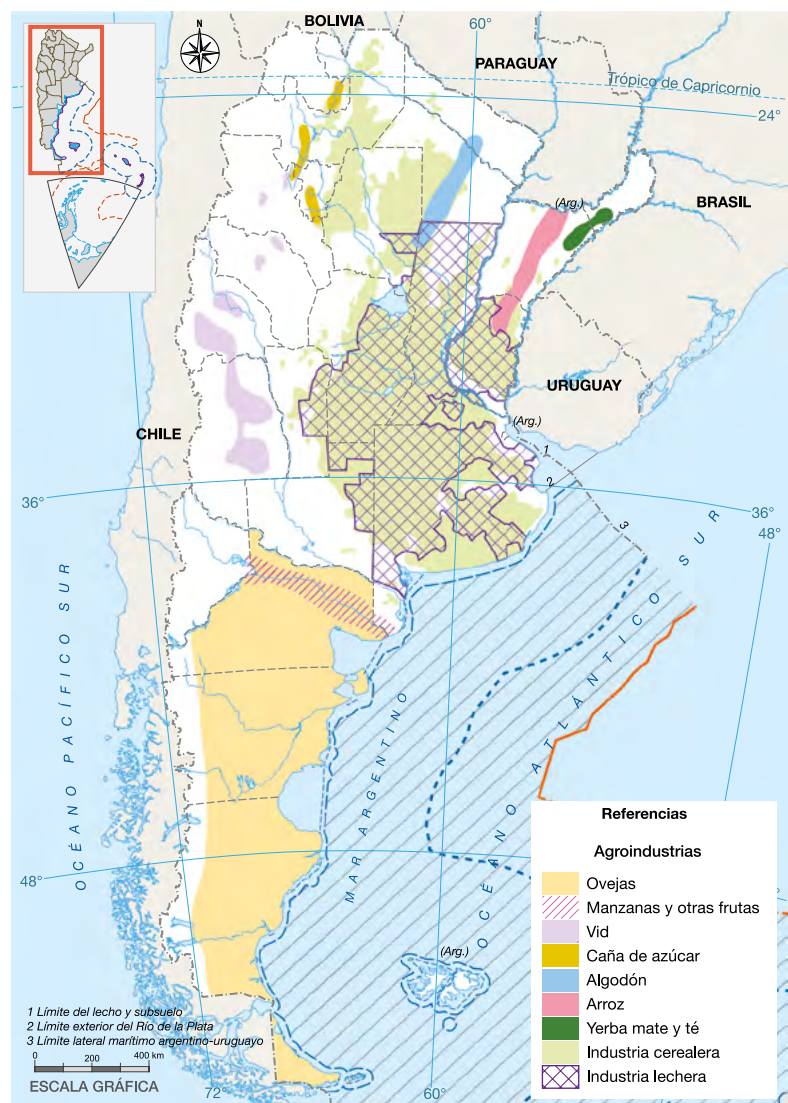 BOLIVIA
N
60°
PARAGUAY
Trópico de Capricornio
24°
(Arg.)
BRASIL
URUGUAY
(Arg.)
CHILE
1
2
3
36°
36°
48°
OCÉANO PACÍFICO SUR
MAR ARGENTINO
OCÉANO ATLÁNTICO SUR
48°
(Arg.)
Referencias
Agroindustrias
Ovejas
Manzanas y otras frutas
Vid
Caña de azúcar
Algodón
Arroz
Yerba mate y té
Industria cerealera
Industria lechera
1 Límite del lecho y subsuelo
2 Límite exterior del Río de la Plata
3 Límite lateral marítimo argentino-uruguayo
0 200 400 km
ESCALA GRÁFICA
72°
60°